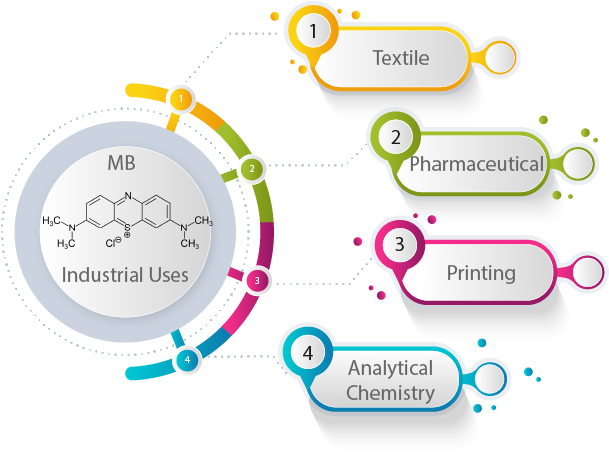 MB
N
H₃C
N
CH₃
S
⊕
Cl⊖
N
CH₃
H₃C
CH₃
Industrial Uses
1
2
3
4
1
Textile
2
Pharmaceutical
3
Printing
4
Analytical
Chemistry